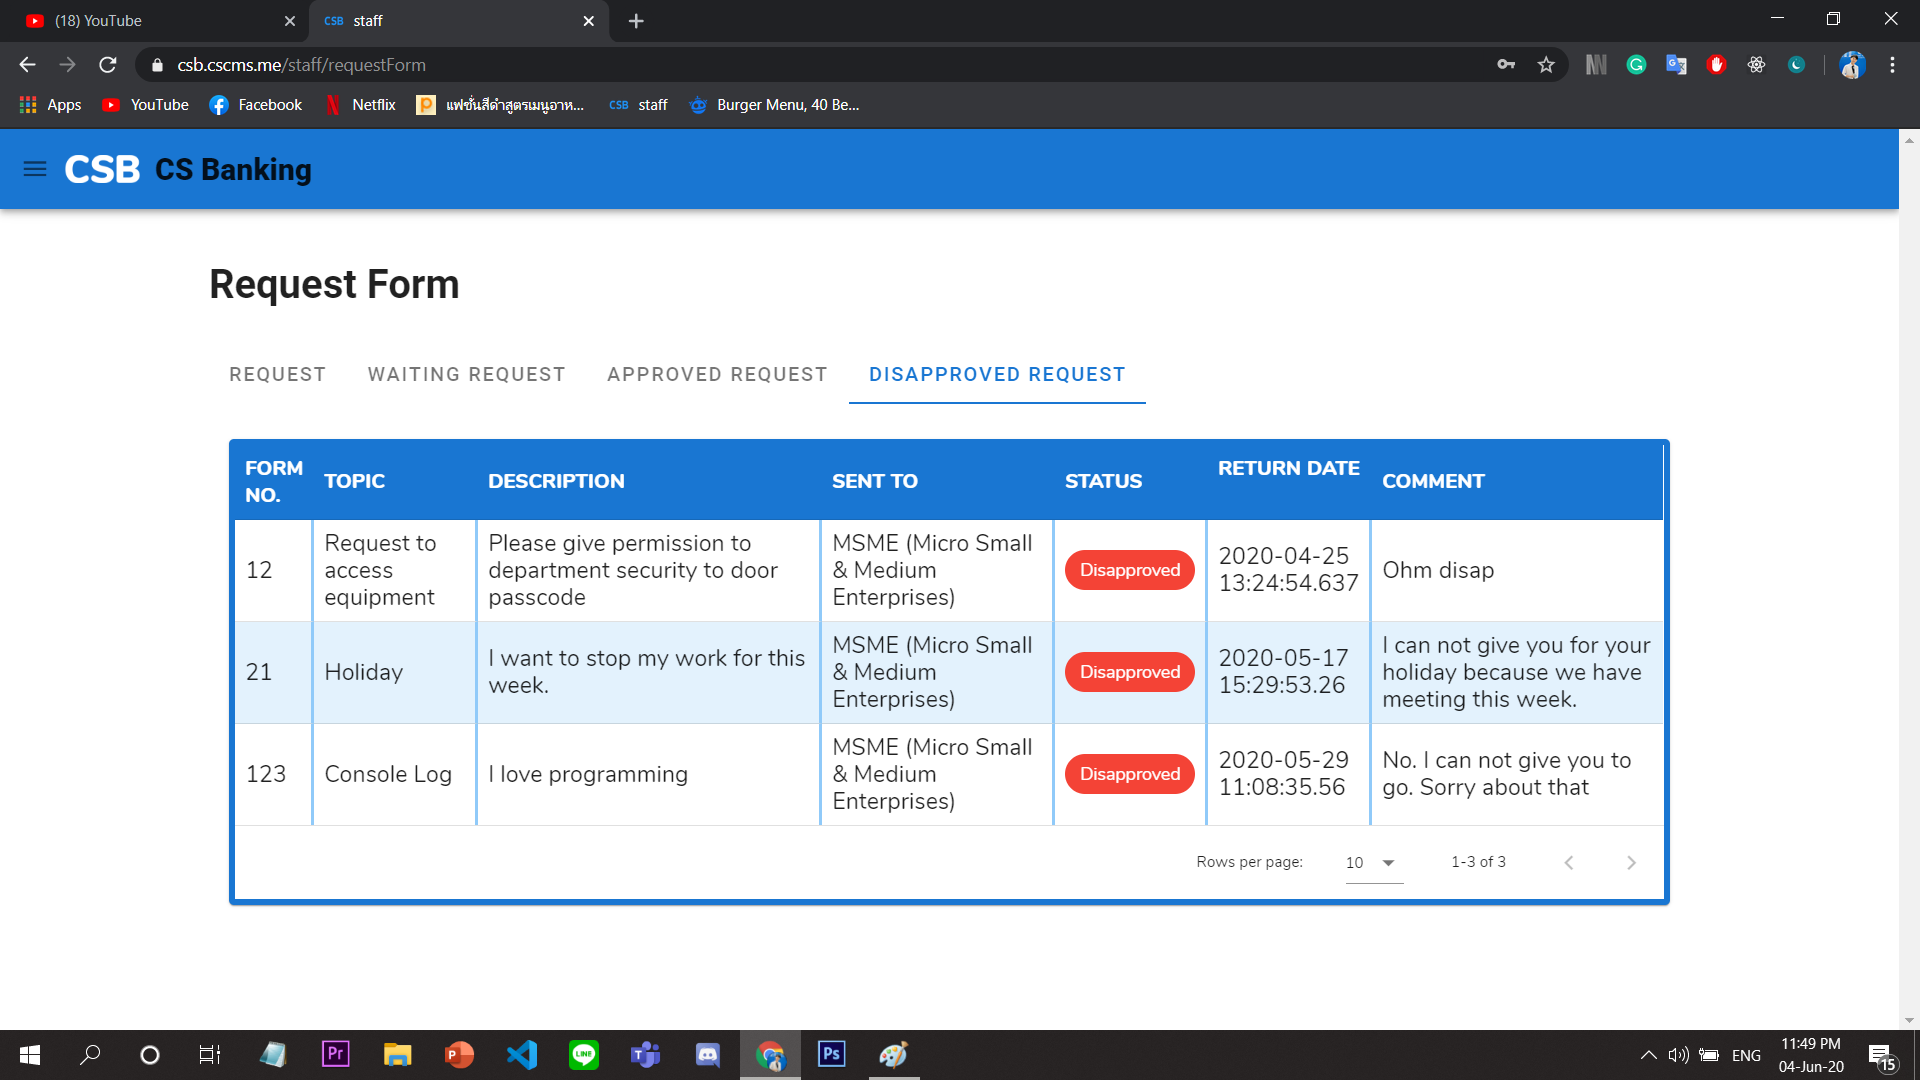 (18) YouTube
CSB staff
csb.cscms.me/staff/requestForm
Apps YouTube Facebook Netflix แฟชั่นสีดำสูตรเมนูอาห... CSB staff Burger Menu, 40 Be...
CSB CS Banking
Request Form
REQUEST WAITING REQUEST APPROVED REQUEST DISAPPROVED REQUEST
FORM NO. TOPIC DESCRIPTION SENT TO STATUS RETURN DATE COMMENT
12
Request to
access
equipment
Please give permission to
department security to door
passcode
MSME (Micro Small
& Medium
Enterprises)
Disapproved
2020-04-25
13:24:54.637
Ohm disap
21
Holiday
I want to stop my work for this
week.
MSME (Micro Small
& Medium
Enterprises)
Disapproved
2020-05-17
15:29:53.26
I can not give you for your
holiday because we have
meeting this week.
123
Console Log
I love programming
MSME (Micro Small
& Medium
Enterprises)
Disapproved
2020-05-29
11:08:35.56
No. I can not give you to
go. Sorry about that
Rows per page: 10 1-3 of 3
Pr
P
LINE
T
Ps
ENG
11:49 PM
04-Jun-20
15